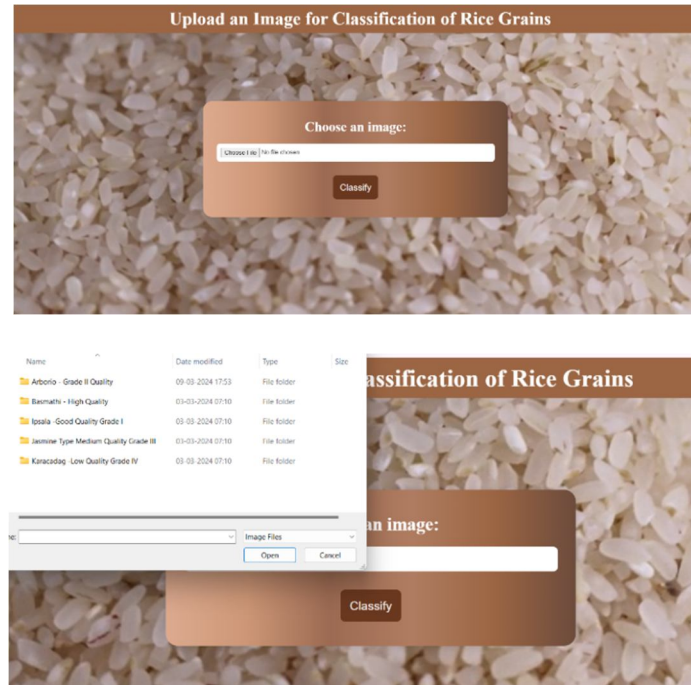 Upload an Image for Classification of Rice Grains
Choose an image:
Choose File No file chosen
Classify
Name Date modified Type Size
Arborio - Grade II Quality 09-03-2024 17:53 File folder
Basmathi - High Quality 03-03-2024 07:10 File folder
Ipsala -Good Quality Grade I 03-03-2024 07:10 File folder
Jasmine Type Medium Quality Grade III 03-03-2024 07:10 File folder
Karacadag -Low Quality Grade IV 03-03-2024 07:10 File folder
assification of Rice Grains
an image:
Image Files
Open Cancel
Classify